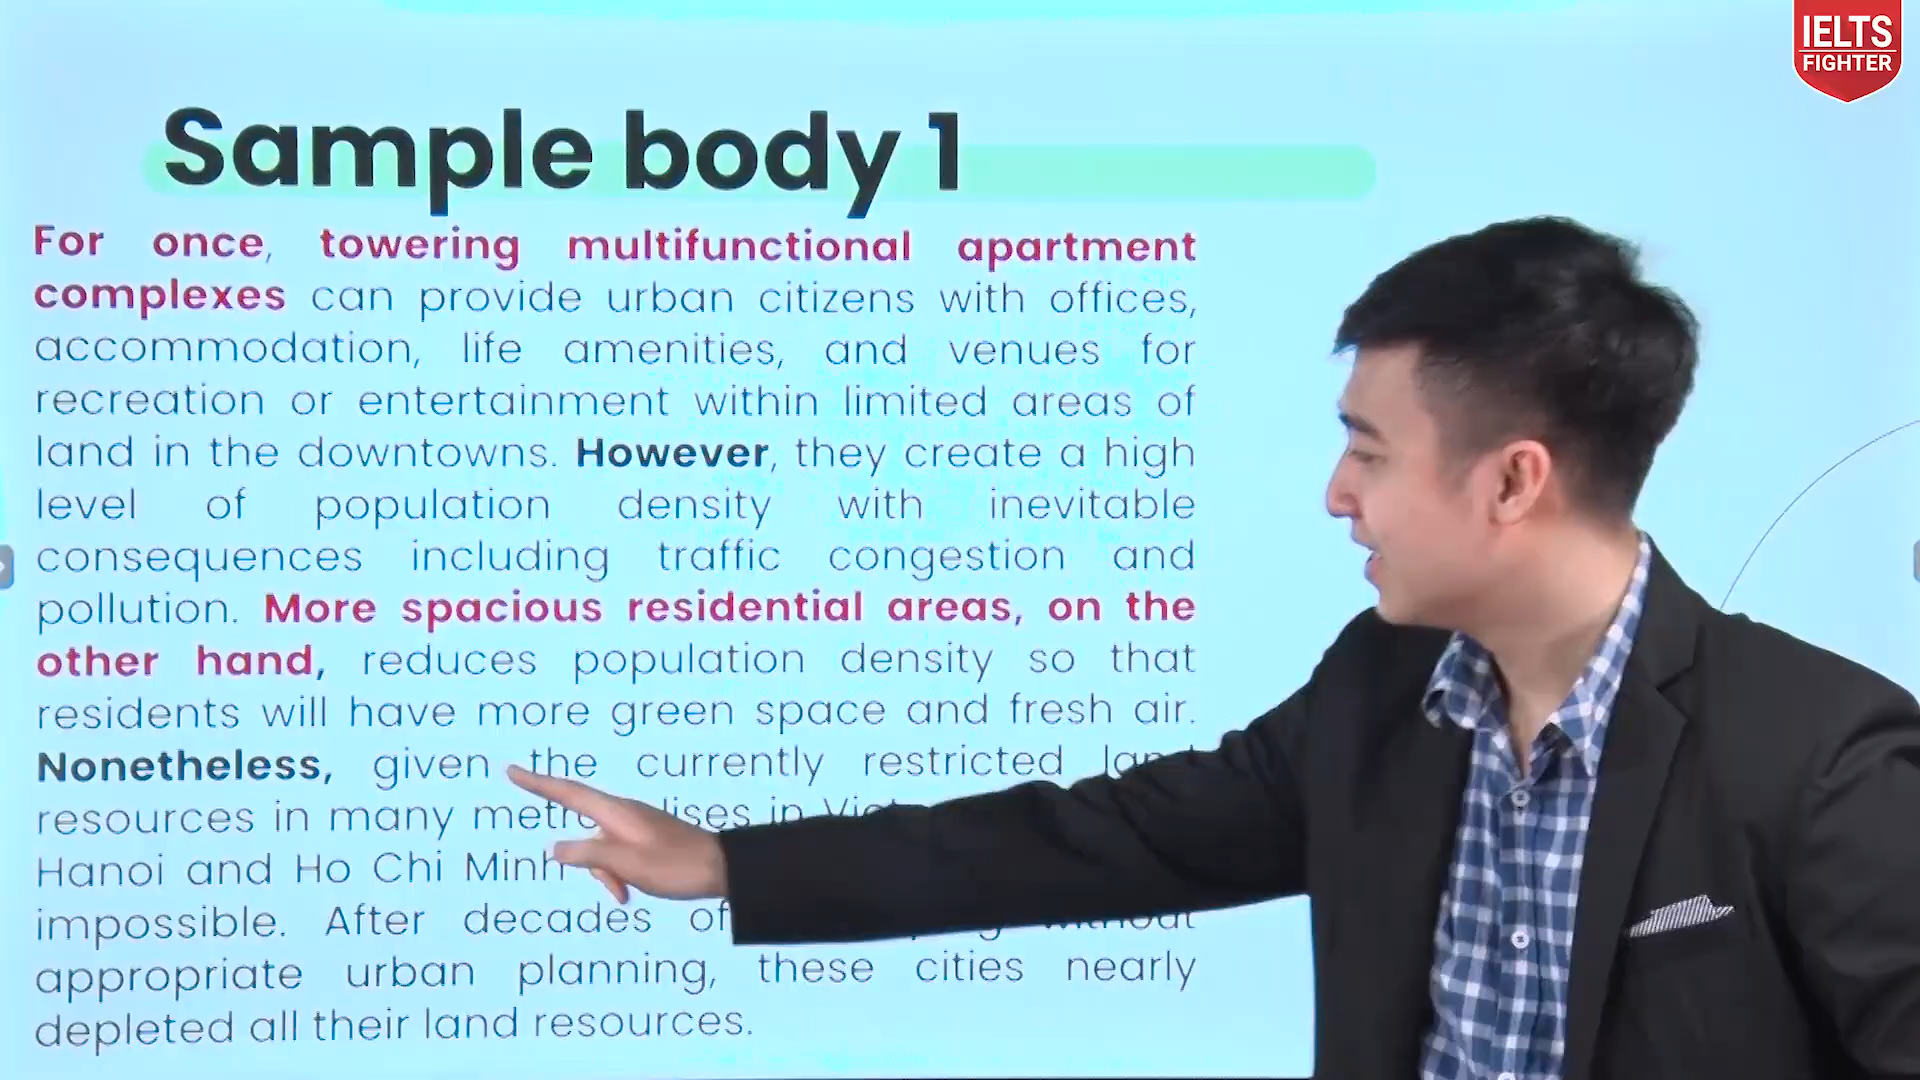 IELTS
FIGHTER
Sample body 1
For once, towering multifunctional apartment
complexes can provide urban citizens with offices,
accommodation, life amenities, and venues for
recreation or entertainment within limited areas of
land in the downtowns. However, they create a high
level of population density with inevitable
consequences including traffic congestion and
pollution. More spacious residential areas, on the
other hand, reduces population density so that
residents will have more green space and fresh air.
Nonetheless, given the currently restricted land
resources in many in
Hanoi and Ho Chi Minh
impossible. After decades of without
appropriate urban planning, these cities nearly
depleted all their land resources.